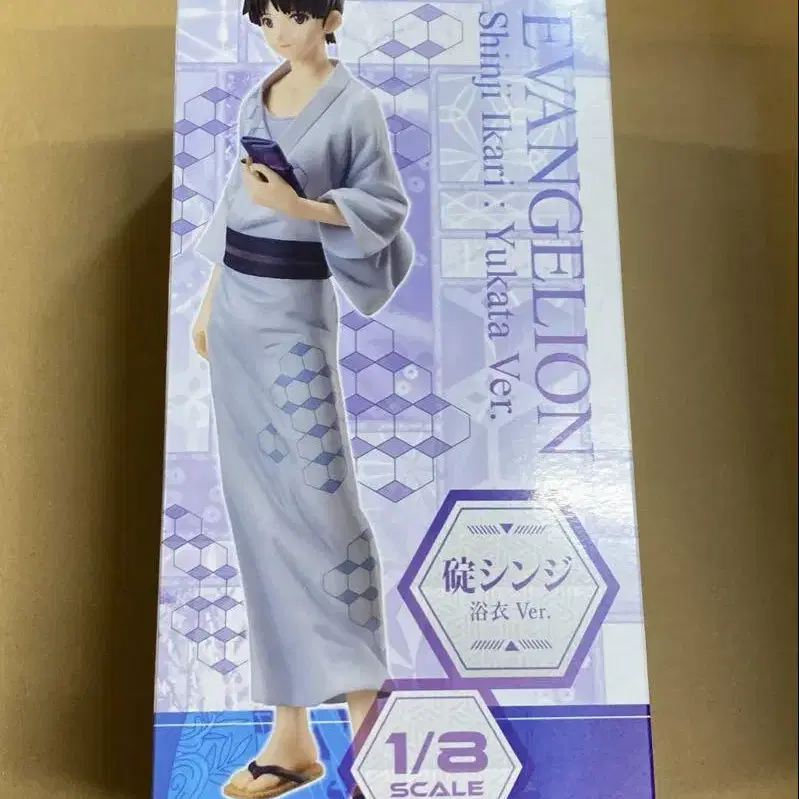 EVANGELION
Shinji Ikari : Yukata Ver.
碇シンジ
浴衣 Ver.
1/8
SCALE